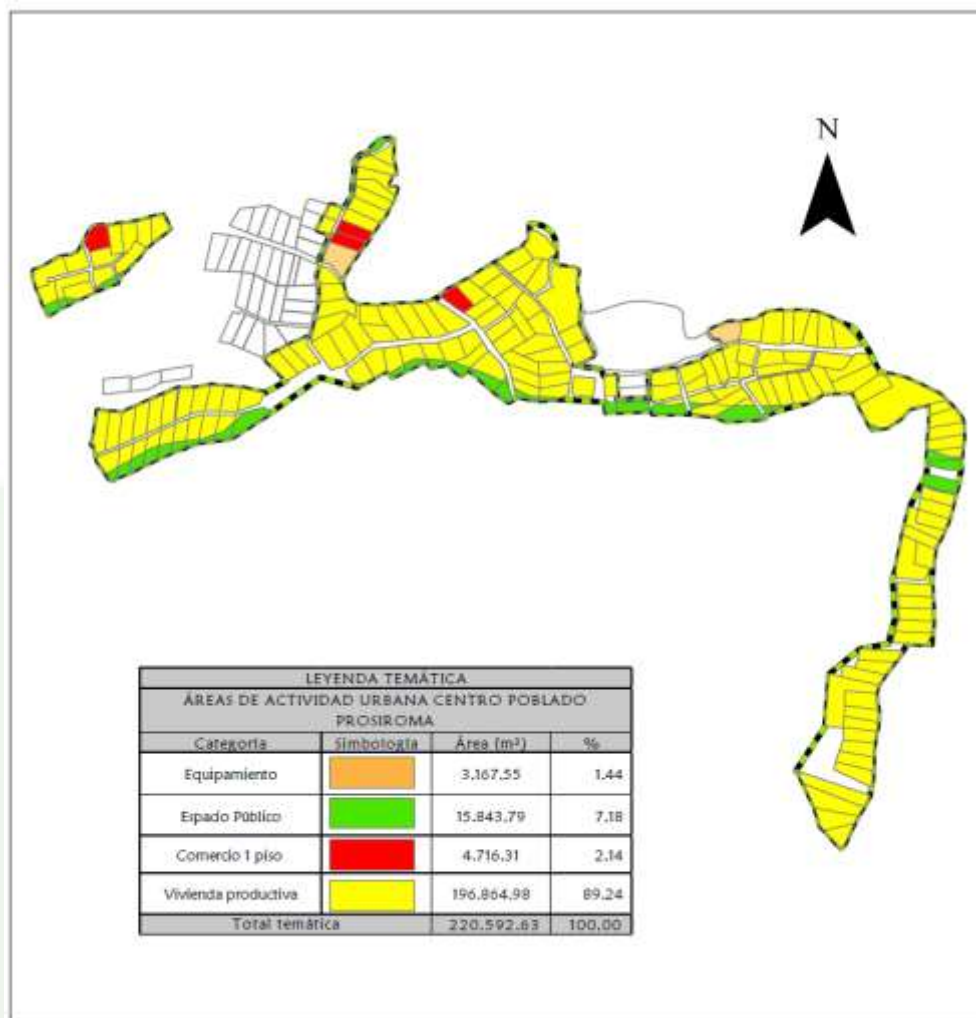 N
LEYENDA TEMÁTICA
ÁREAS DE ACTIVIDAD URBANA CENTRO POBLADO
PROSIROMA
Categoría Simbología Área (m²) %
Equipamiento 3.167.55 1.44
Espacio Público 15.843.79 7.18
Comercio 1 piso 4.716.31 2.14
Vivienda productiva 196.864.98 89.24
Total temática 220.592.63 100.00